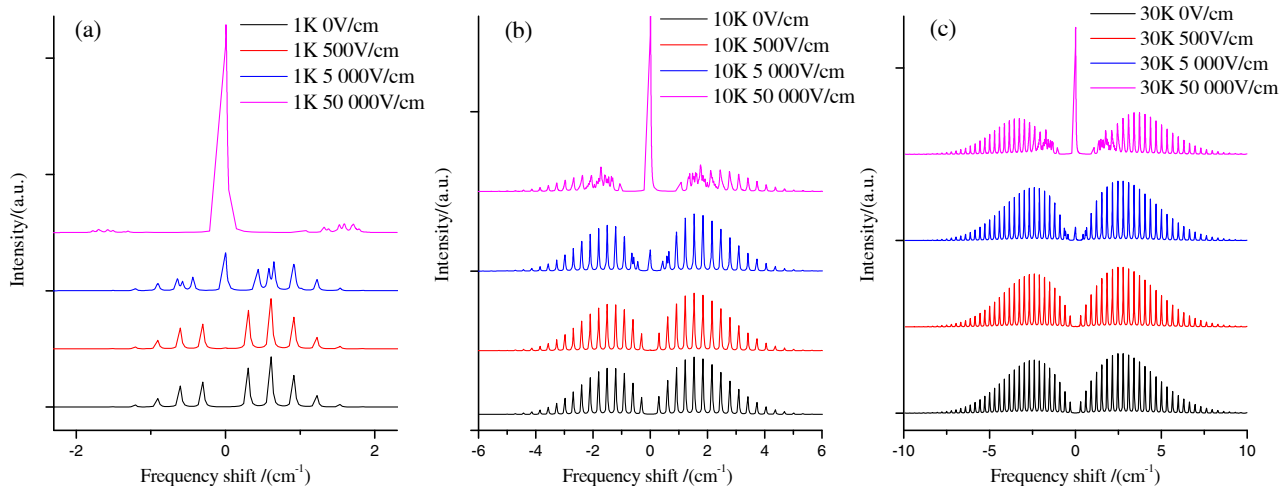 (a)
1K 0V/cm
1K 500V/cm
1K 5 000V/cm
1K 50 000V/cm
Intensity/(a.u.)
-2 0 2
Frequency shift /(cm-1)
(b)
10K 0V/cm
10K 500V/cm
10K 5 000V/cm
10K 50 000V/cm
Intensity/(a.u.)
-6 -4 -2 0 2 4 6
Frequency shift /(cm-1)
(c)
30K 0V/cm
30K 500V/cm
30K 5 000V/cm
30K 50 000V/cm
Intensity/(a.u.)
-10 -5 0 5 10
Frequency shift /(cm-1)